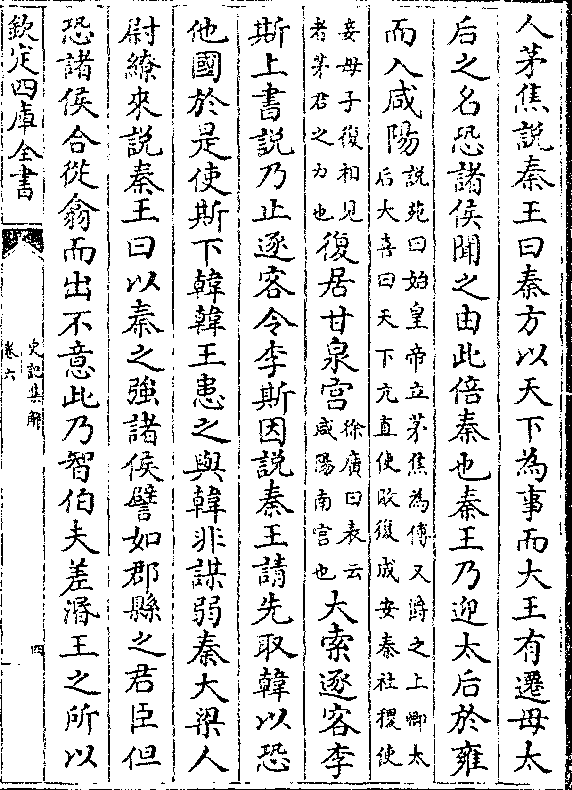 人茅焦說秦王曰秦方以天下為事而大王有遷母太
后之名恐諸侯聞之由此倍秦也秦王乃迎太后於雍
而入咸陽說苑曰始皇帝立茅焦為傅又爵之上卿太
后大喜曰天下亢直使敗復成安秦社稷使
妾母子復相見
者茅君之力也復居甘泉宫徐廣曰表云
咸陽南宫也大索逐客李
斯上書說乃止逐客令李斯因說秦王請先取韓以恐
他國於是使斯下韓韓王患之與韓非謀弱秦大梁人
尉繚來說秦王曰以秦之強諸侯譬如郡縣之君臣但
恐諸侯合從翕而出不意此乃智伯夫差湣王之所以
欽定四庫全書
史記集解
卷六
四